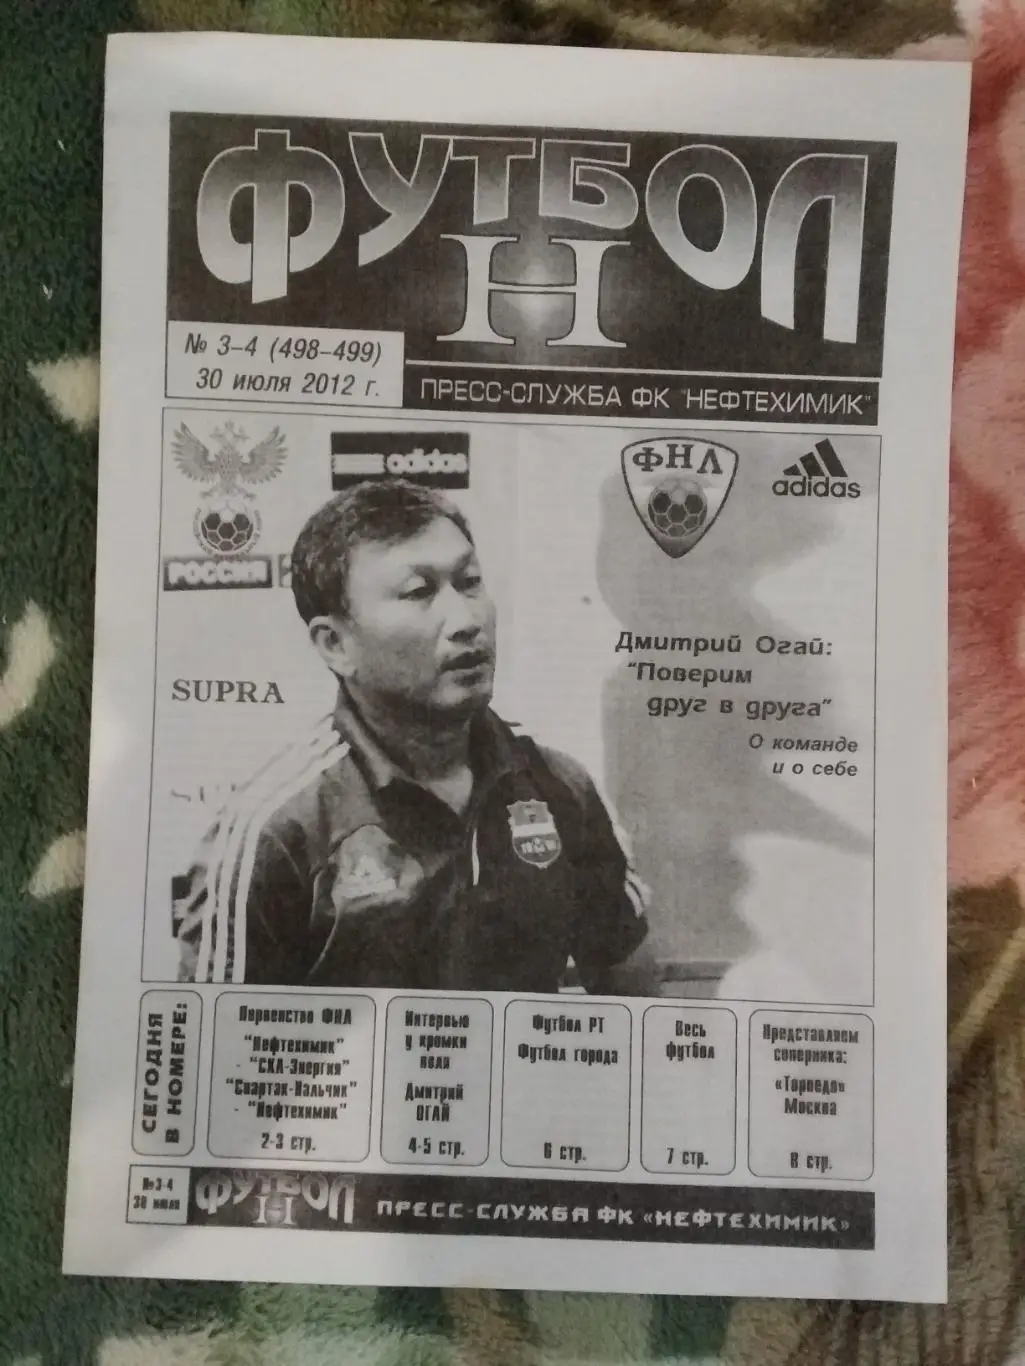 ФУТБОЛ
Н
№ 3-4 (498-499)
30 июля 2012 г.
ПРЕСС-СЛУЖБА ФК "НЕФТЕХИМИК"
adidas
ФНЛ
adidas
РОССИЯ
SUPRA
Дмитрий Огай:
"Поверим
друг в друга"
О команде
и о себе
СЕГОДНЯ
В НОМЕРЕ:
Первенство ФНЛ
"Нефтехимик"
- "СКА-Энергия"
"Спартак-Нальчик"
- "Нефтехимик"
2-3 стр.
Интервью
у кромки
поля
Дмитрий
ОГАЙ
4-5 стр.
Футбол РТ
Футбол города
6 стр.
Весь
футбол
7 стр.
Представляем
соперника:
«Торпедо»
Москва
8 стр.
№ 3-4
30 июля
ФУТБОЛ
Н
ПРЕСС-СЛУЖБА ФК «НЕФТЕХИМИК»